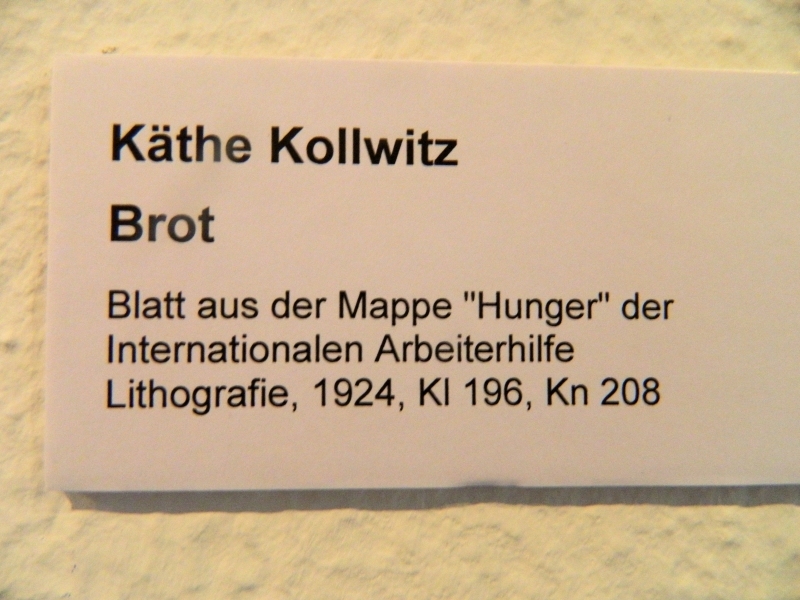 Käthe Kollwitz
Brot
Blatt aus der Mappe "Hunger" der
Internationalen Arbeiterhilfe
Lithografie, 1924, Kl 196, Kn 208